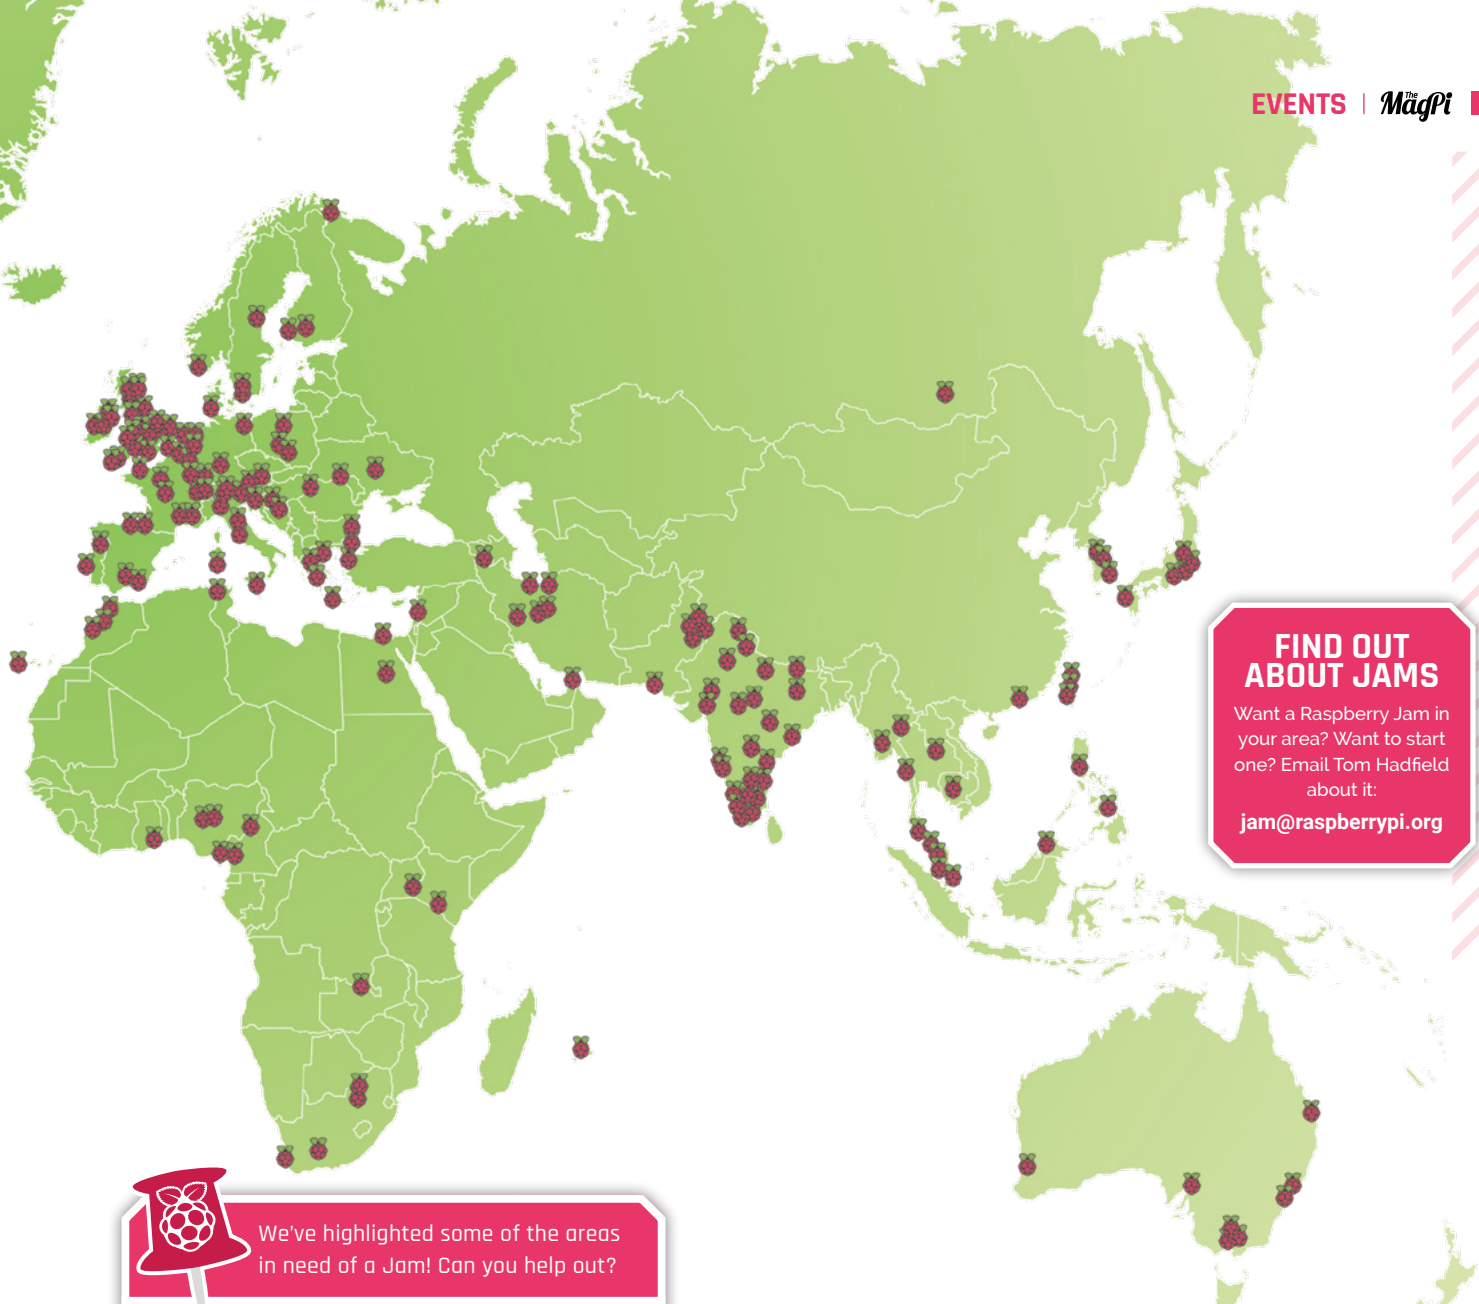 EVENTS
The MagPi
FIND OUT
ABOUT JAMS
Want a Raspberry Jam in
your area? Want to start
one? Email Tom Hadfield
about it:
jam@raspberrypi.org
We've highlighted some of the areas
in need of a Jam! Can you help out?